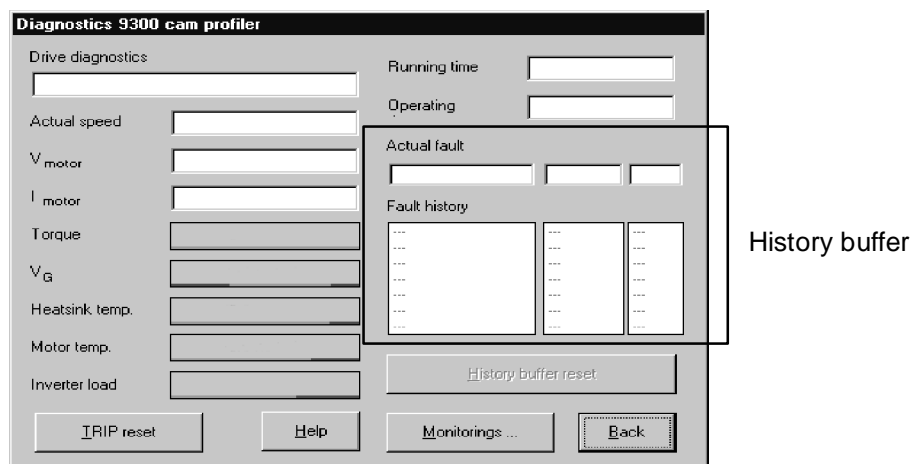 Diagnostics 9300 cam profiler
Drive diagnostics
Running time
Operating
Actual speed
V motor
I motor
Torque
VG
Heatsink temp.
Motor temp.
Inverter load
Actual fault
Fault history
--- --- ---
--- --- ---
--- --- ---
--- --- ---
--- --- ---
--- --- ---
--- --- ---
History buffer
History buffer reset
TRIP reset
Help
Monitorings ...
Back